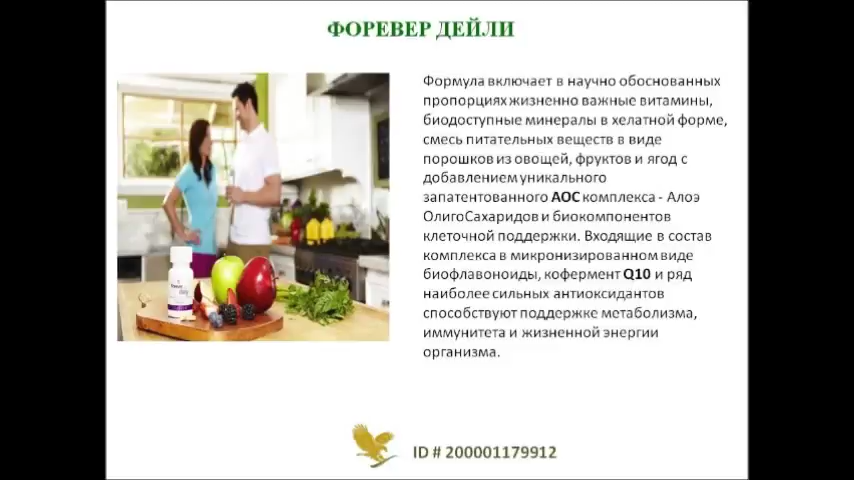 ФОРЕВЕР ДЕЙЛИ
Формула включает в научно обоснованных
пропорциях жизненно важные витамины,
биодоступные минералы в хелатной форме,
смесь питательных веществ в виде
порошков из овощей, фруктов и ягод с
добавлением уникального
запатентованного АОС комплекса - Алоэ
ОлигоСахаридов и биокомпонентов
клеточной поддержки. Входящие в состав
комплекса в микронизированном виде
биофлавоноиды, кофермент Q10 и ряд
наиболее сильных антиоксидантов
способствуют поддержке метаболизма,
иммунитета и жизненной энергии
организма.
ID # 200001179912